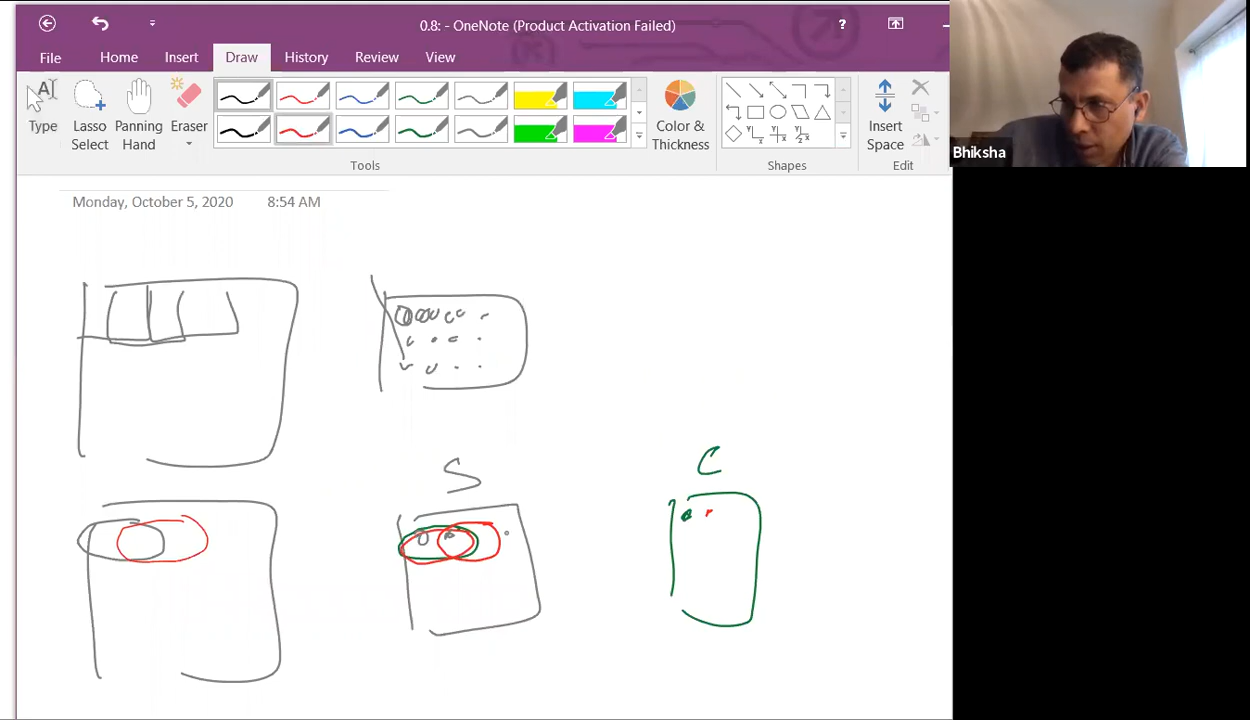 0.8: - OneNote (Product Activation Failed)
?
File
Home
Insert
Draw
History
Review
View
Type
Lasso Select
Panning Hand
Eraser
Color & Thickness
Insert Space
Tools
Shapes
Edit
Bhiksha
Monday, October 5, 2020 8:54 AM
S
C